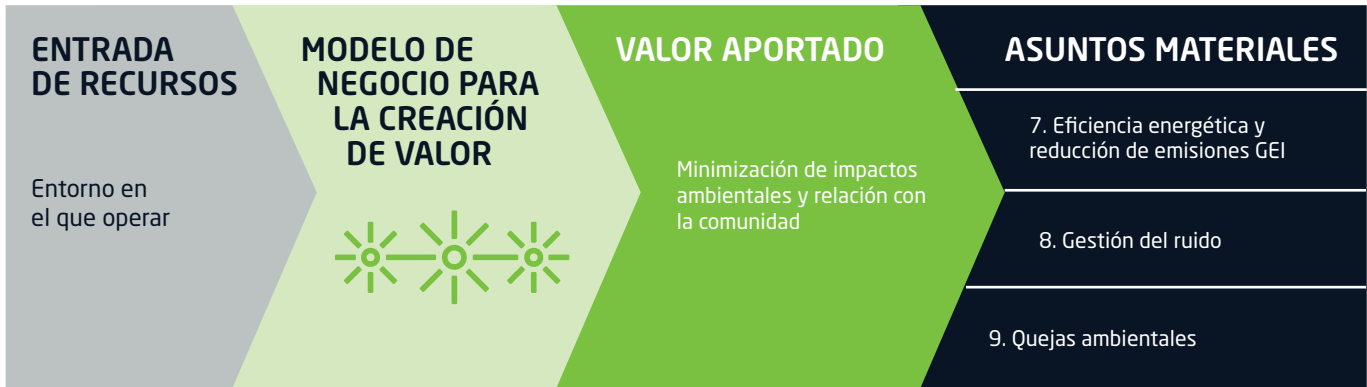 ENTRADA
DE RECURSOS
Entorno en
el que operar
MODELO DE
NEGOCIO PARA
LA CREACIÓN
DE VALOR
VALOR APORTADO
Minimización de impactos
ambientales y relación con
la comunidad
ASUNTOS MATERIALES
7. Eficiencia energética y
reducción de emisiones GEI
8. Gestión del ruido
9. Quejas ambientales